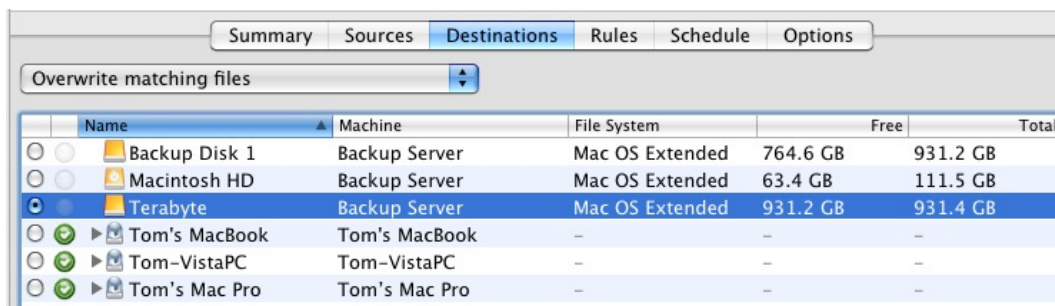 Summary Sources Destinations Rules Schedule Options
Overwrite matching files
Name Machine File System Free Total
Backup Disk 1 Backup Server Mac OS Extended 764.6 GB 931.2 GB
Macintosh HD Backup Server Mac OS Extended 63.4 GB 111.5 GB
Terabyte Backup Server Mac OS Extended 931.2 GB 931.4 GB
Tom's MacBook Tom's MacBook – –  –
Tom-VistaPC Tom-VistaPC – – –
Tom's Mac Pro Tom's Mac Pro – – –